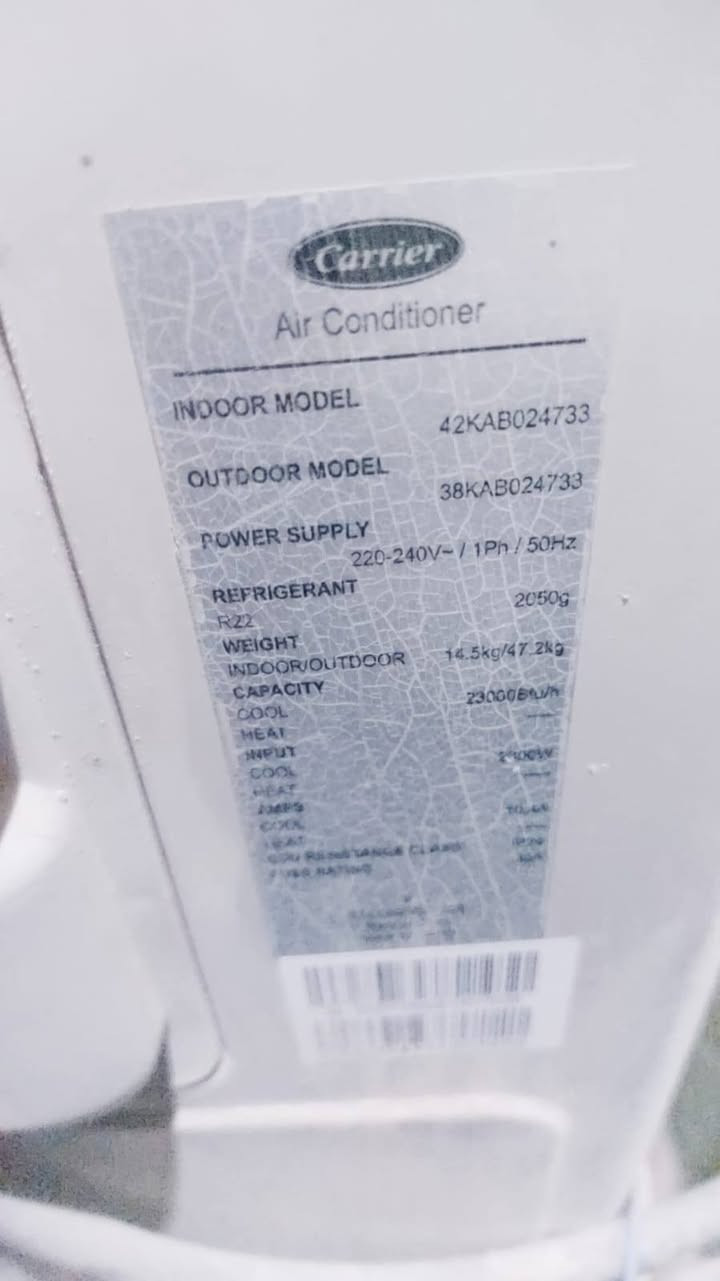 Carrier
Air Conditioner
INDOOR MODEL
42KAB024733
OUTDOOR MODEL
38KAB024733
POWER SUPPLY
220-240V~ / 1Ph / 50Hz
REFRIGERANT
R22 2050g
WEIGHT
INDOOR/OUTDOOR 14.5kg/47.2kg
CAPACITY
COOL 23000Btu/h
HEAT ---
INPUT
COOL
HEAT ---
AMPS
COOL
HEAT ---